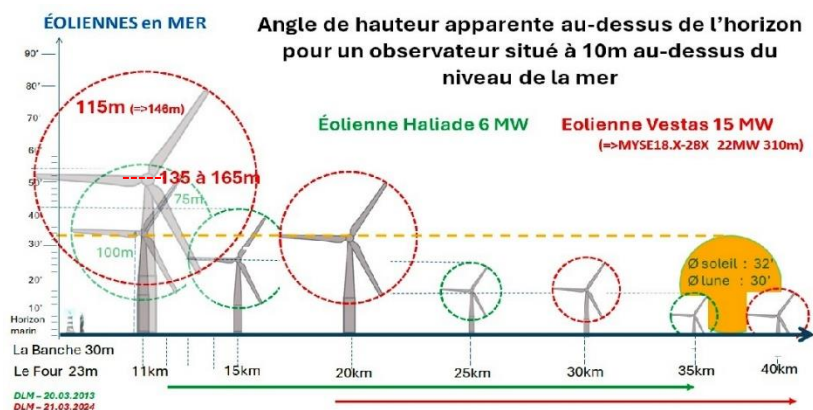 ÉOLIENNES en MER
Angle de hauteur apparente au-dessus de l'horizon
pour un observateur situé à 10m au-dessus du
niveau de la mer
90'
80'
70'
60'
50'
40'
30'
20'
10'
115m (=>146m)
135 à 165m
75m
100m
Éolienne Haliade 6 MW
Eolienne Vestas 15 MW
(=>MYSE18.X-28X 22MW 310m)
Ø soleil : 32'
Ø lune : 30'
Horizon
marin
La Banche 30m
Le Four 23m
11km
15km
20km
25km
30km
35km
40km
DLM – 20.03.2013
DLM – 21.03.2024